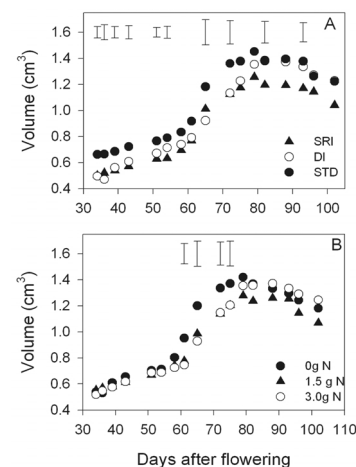 A
1.6
1.4
1.2
1.0
0.8
0.6
0.4
Volume (cm3)
SRI
DI
STD
30 40 50 60 70 80 90 100
B
1.6
1.4
1.2
1.0
0.8
0.6
0.4
Volume (cm³)
0g N
1.5 g N
3.0g N
30 40 50 60 70 80 90 100 110
Days after flowering